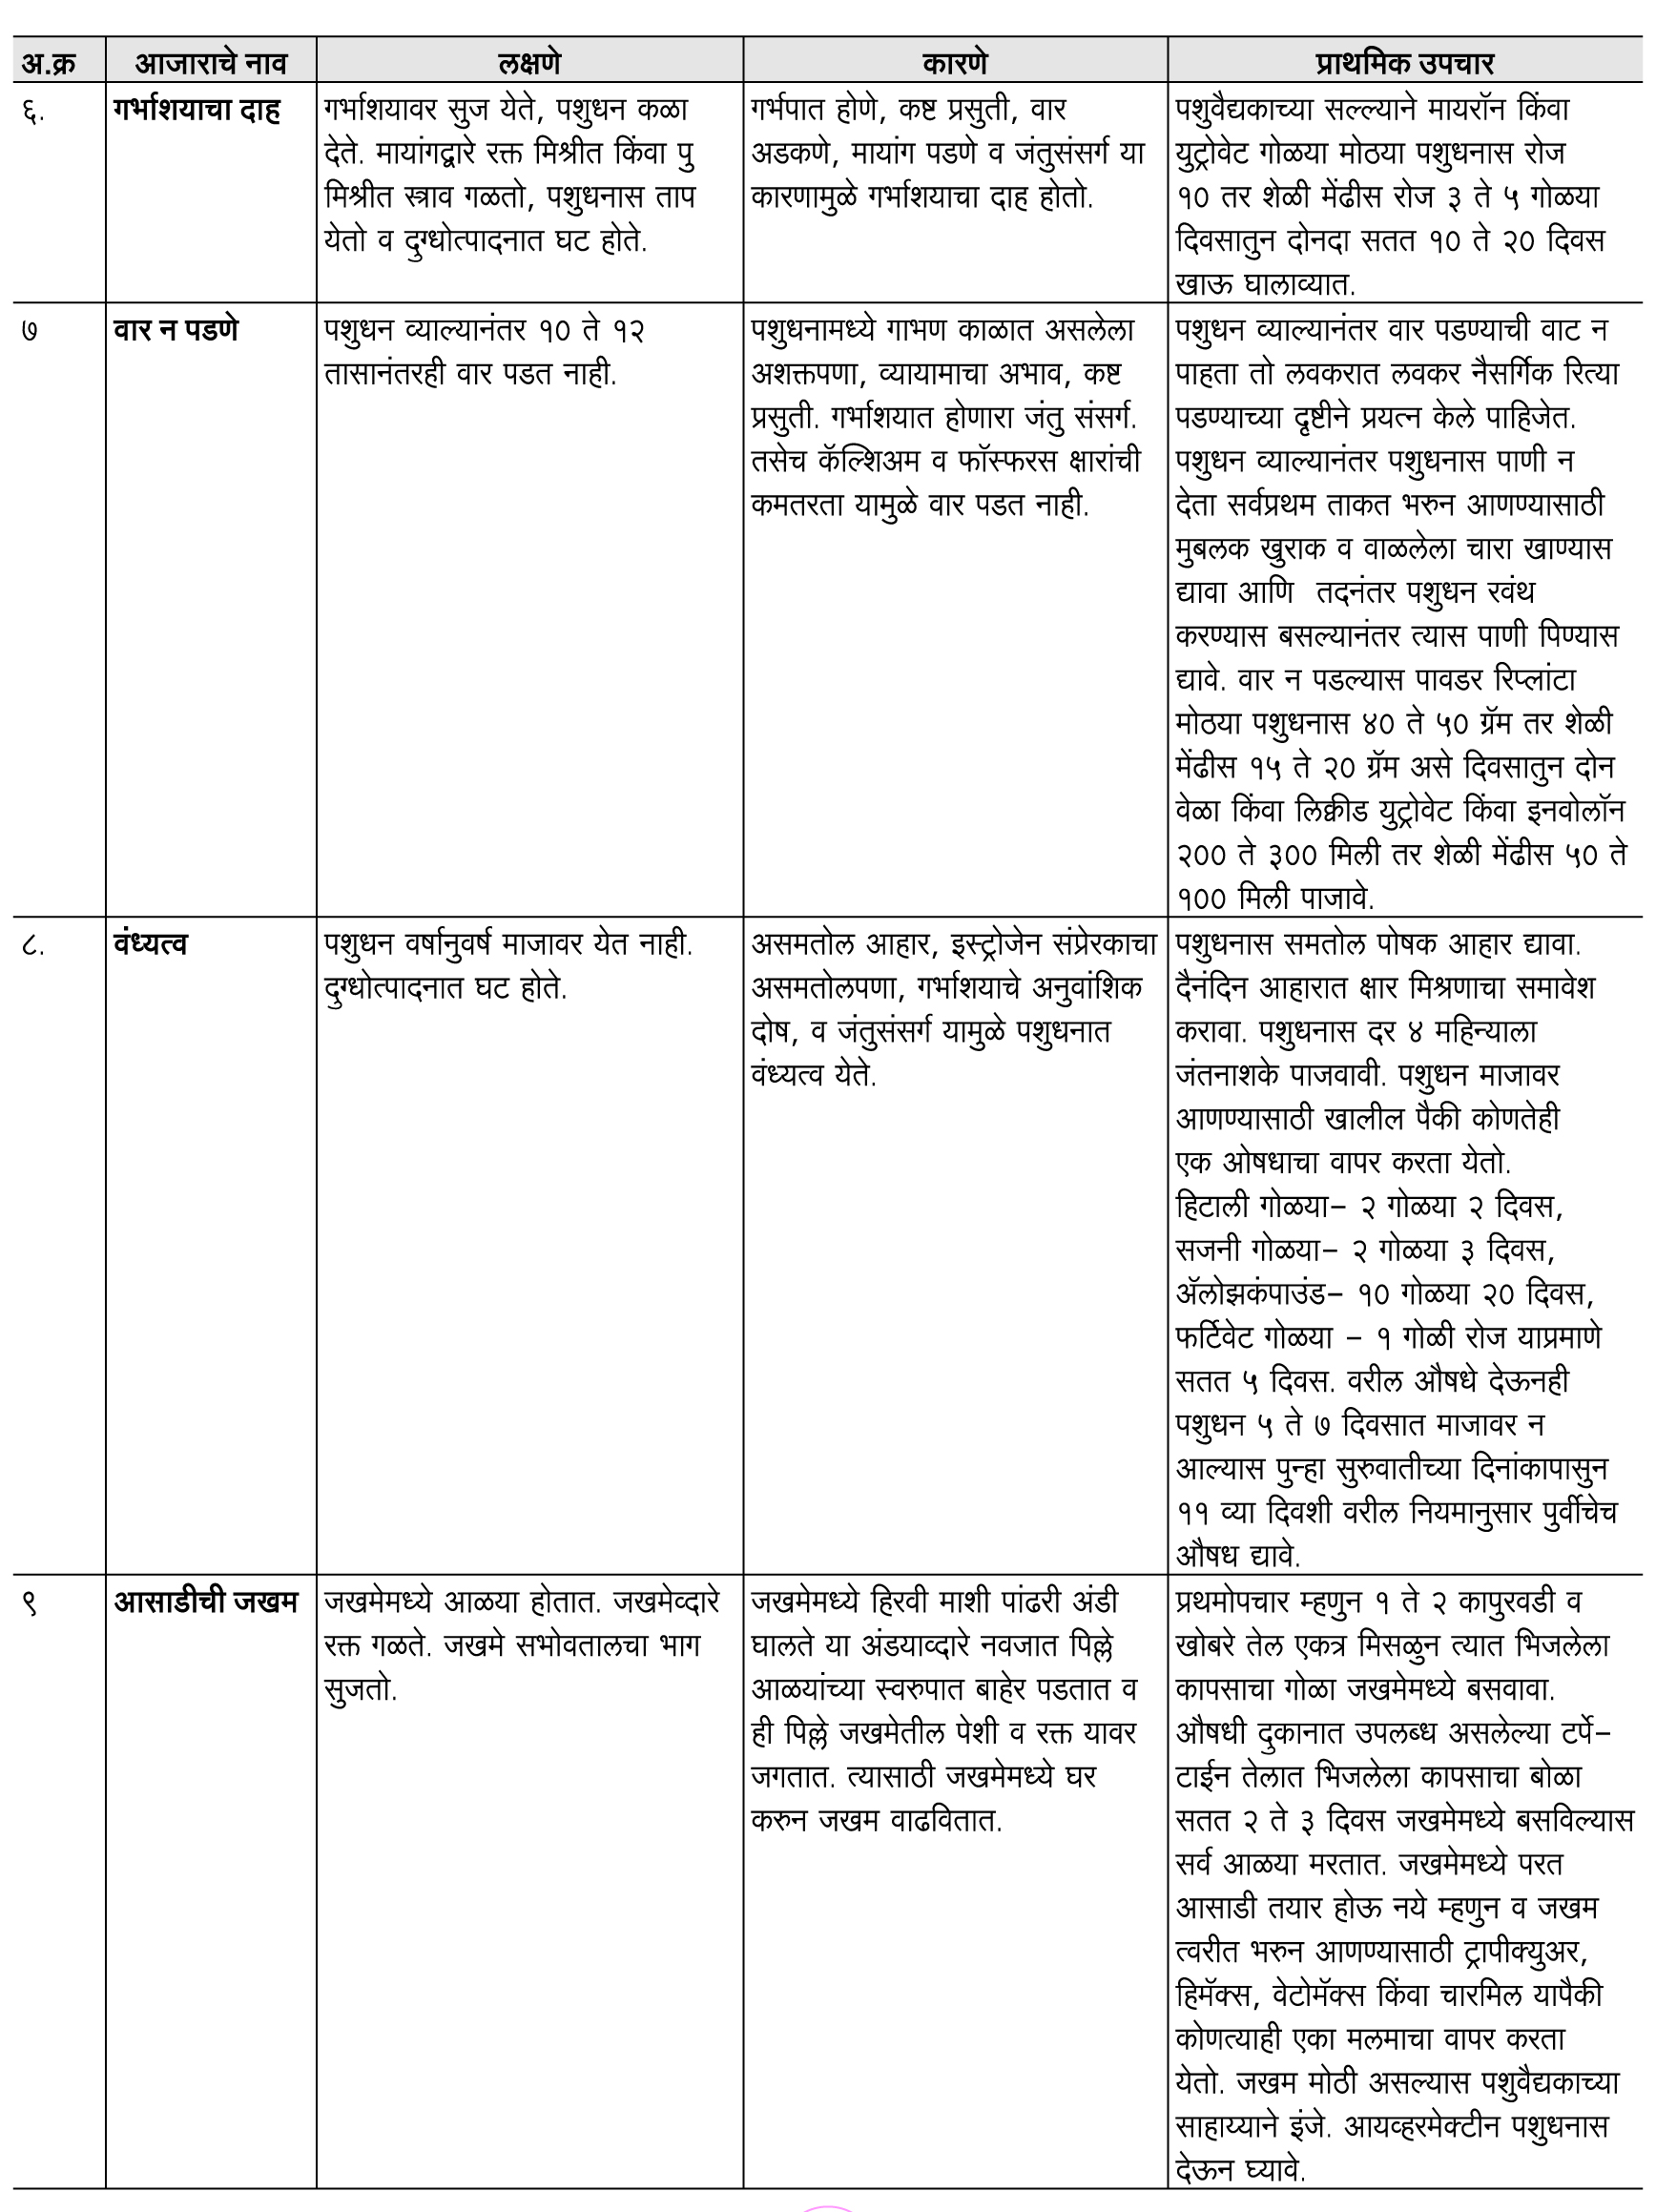 अ.क्र आजाराचे नाव लक्षणे कारणे प्राथमिक उपचार
६. गर्भाशयाचा दाह
गर्भाशयावर सुज येते, पशुधन कळा
देते. मायांगद्वारे रक्त मिश्रीत किंवा पु
मिश्रीत स्त्राव गळतो, पशुधनास ताप
येतो व दुग्धोत्पादनात घट होते.
गर्भपात होणे, कष्ट प्रसुती, वार
अडकणे, मायांग पडणे व जंतुसंसर्ग या
कारणामुळे गर्भाशयाचा दाह होतो.
पशुवैद्यकाच्या सल्ल्याने मायरॉन किंवा
युट्रोवेट गोळया मोठया पशुधनास रोज
१० तर शेळी मेंढीस रोज ३ ते ५ गोळया
दिवसातुन दोनदा सतत १० ते २० दिवस
खाऊ घालाव्यात.
७ वार न पडणे
पशुधन व्याल्यानंतर १० ते १२
तासानंतरही वार पडत नाही.
पशुधनामध्ये गाभण काळात असलेला
अशक्तपणा, व्यायामाचा अभाव, कष्ट
प्रसुती. गर्भाशयात होणारा जंतु संसर्ग.
तसेच कॅल्शिअम व फॉस्फरस क्षारांची
कमतरता यामुळे वार पडत नाही.
पशुधन व्याल्यानंतर वार पडण्याची वाट न
पाहता तो लवकरात लवकर नैसर्गिक रित्या
पडण्याच्या दृष्टीने प्रयत्न केले पाहिजेत.
पशुधन व्याल्यानंतर पशुधनास पाणी न
देता सर्वप्रथम ताकत भरुन आणण्यासाठी
मुबलक खुराक व वाळलेला चारा खाण्यास
द्यावा आणि तदनंतर पशुधन रवंथ
करण्यास बसल्यानंतर त्यास पाणी पिण्यास
द्यावे. वार न पडल्यास पावडर रिप्लांटा
मोठया पशुधनास ४० ते ५० ग्रॅम तर शेळी
मेंढीस १५ ते २० ग्रॅम असे दिवसातुन दोन
वेळा किंवा लिक्वीड युट्रोवेट किंवा इनवोलॉन
२०० ते ३०० मिली तर शेळी मेंढीस ५० ते
१०० मिली पाजावे.
८. वंध्यत्व
पशुधन वर्षानुवर्ष माजावर येत नाही.
दुग्धोत्पादनात घट होते.
असमतोल आहार, इस्ट्रोजेन संप्रेरकाचा
असमतोलपणा, गर्भाशयाचे अनुवांशिक
दोष, व जंतुसंसर्ग यामुळे पशुधनात
वंध्यत्व येते.
पशुधनास समतोल पोषक आहार द्यावा.
दैनंदिन आहारात क्षार मिश्रणाचा समावेश
करावा. पशुधनास दर ४ महिन्याला
जंतनाशके पाजवावी. पशुधन माजावर
आणण्यासाठी खालील पैकी कोणतेही
एक ओषधाचा वापर करता येतो.
हिटाली गोळया– २ गोळया २ दिवस,
सजनी गोळया– २ गोळया ३ दिवस,
ॲलोझकंपाउंड– १० गोळया २० दिवस,
फर्टिवेट गोळया – १ गोळी रोज याप्रमाणे
सतत ५ दिवस. वरील औषधे देऊनही
पशुधन ५ ते ७ दिवसात माजावर न
आल्यास पुन्हा सुरुवातीच्या दिनांकापासुन
११ व्या दिवशी वरील नियमानुसार पुर्वीचेच
औषध द्यावे.
९ आसाडीची जखम
जखमेमध्ये आळया होतात. जखमेव्दारे
रक्त गळते. जखमे सभोवतालचा भाग
सुजतो.
जखमेमध्ये हिरवी माशी पांढरी अंडी
घालते या अंडयाव्दारे नवजात पिल्ले
आळयांच्या स्वरुपात बाहेर पडतात व
ही पिल्ले जखमेतील पेशी व रक्त यावर
जगतात. त्यासाठी जखमेमध्ये घर
करुन जखम वाढवितात.
प्रथमोपचार म्हणुन १ ते २ कापुरवडी व
खोबरे तेल एकत्र मिसळुन त्यात भिजलेला
कापसाचा गोळा जखमेमध्ये बसवावा.
औषधी दुकानात उपलब्ध असलेल्या टर्पे–
टाईन तेलात भिजलेला कापसाचा बोळा
सतत २ ते ३ दिवस जखमेमध्ये बसविल्यास
सर्व आळया मरतात. जखमेमध्ये परत
आसाडी तयार होऊ नये म्हणुन व जखम
त्वरीत भरुन आणण्यासाठी ट्रापीक्युअर,
हिमॅक्स, वेटोमॅक्स किंवा चारमिल यापैकी
कोणत्याही एका मलमाचा वापर करता
येतो. जखम मोठी असल्यास पशुवैद्यकाच्या
साहाय्याने इंजे. आयव्हरमेक्टीन पशुधनास
देऊन घ्यावे.